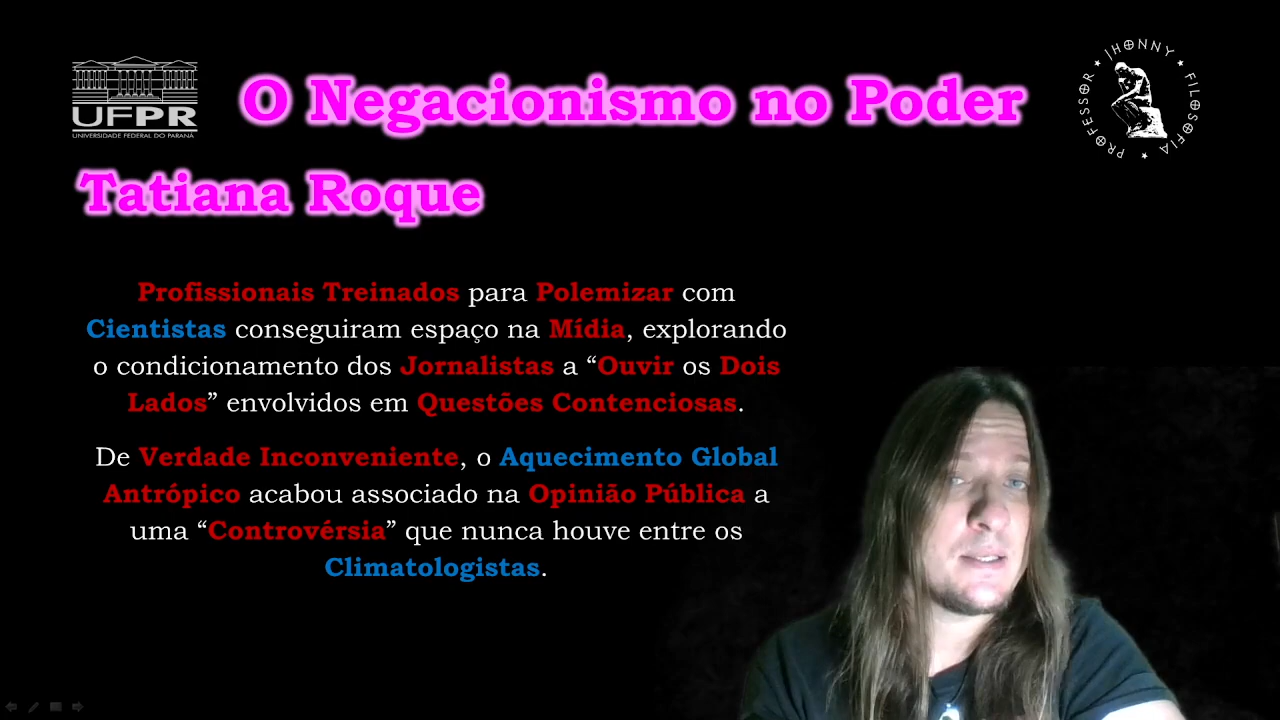 UFPR
UNIVERSIDADE FEDERAL DO PARANÁ
O Negacionismo no Poder
PROFESSOR ★ JHONNY ★ FILOSOFIA ★
Tatiana Roque
Profissionais Treinados para Polemizar com
Cientistas conseguiram espaço na Mídia, explorando
o condicionamento dos Jornalistas a “Ouvir os Dois
Lados” envolvidos em Questões Contenciosas.
De Verdade Inconveniente, o Aquecimento Global
Antrópico acabou associado na Opinião Pública a
uma “Controvérsia” que nunca houve entre os
Climatologistas.